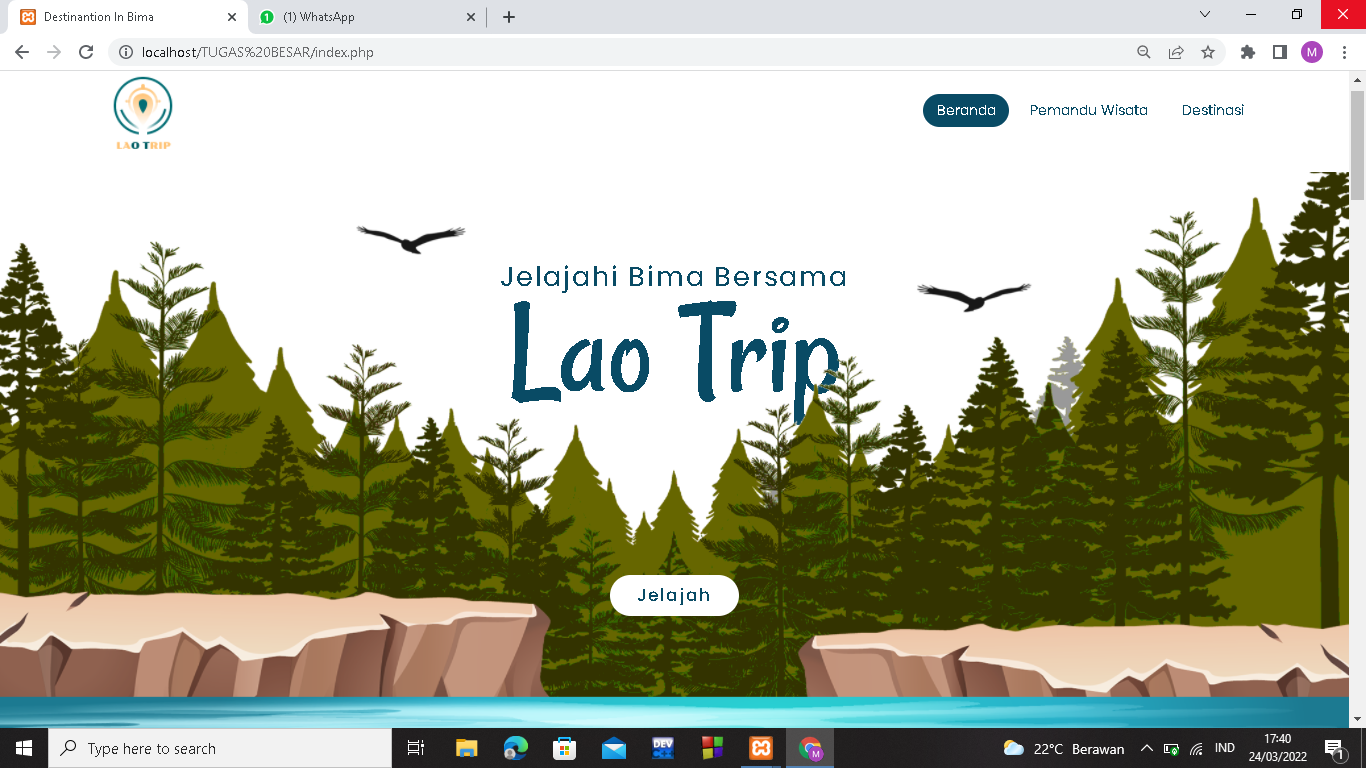 Destinantion In Bima
(1) WhatsApp
localhost/TUGAS%20BESAR/index.php
M
LAO TRIP
Beranda
Pemandu Wisata
Destinasi
Jelajahi Bima Bersama
Lao Trip
Jelajah
Type here to search
DEV
M
22°C Berawan
IND
17:40
24/03/2022
1